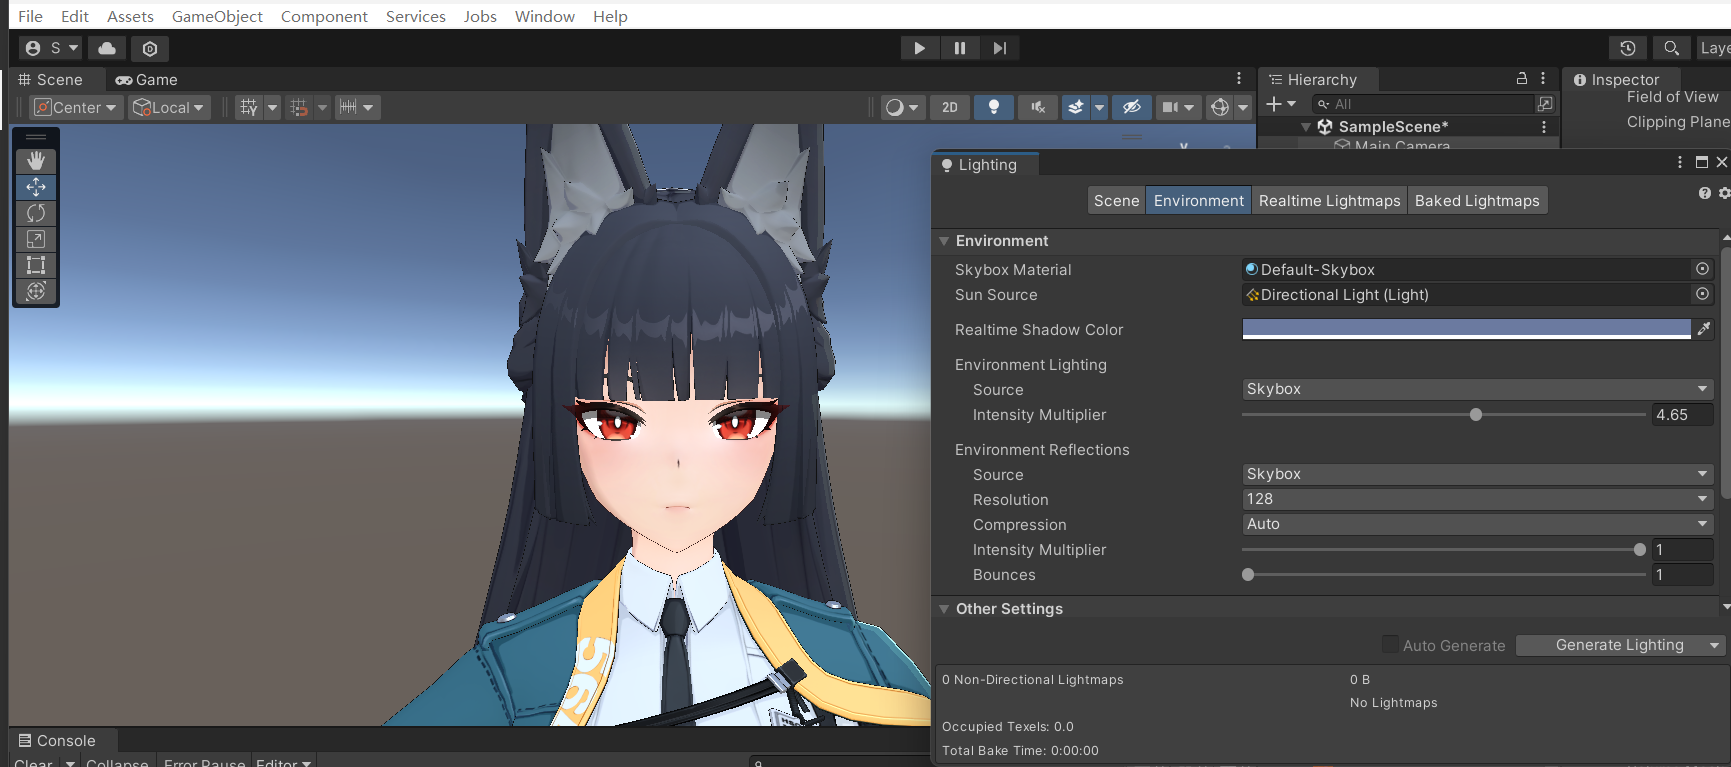 File Edit Assets GameObject Component Services Jobs Window Help
S
Laye
Scene Game
Hierarchy
Inspector
Center Local
2D
All
Field of View
SampleScene*
Clipping Plane
Main Camera
Lighting
Scene Environment Realtime Lightmaps Baked Lightmaps
Environment
Skybox Material Default-Skybox
Sun Source Directional Light (Light)
Realtime Shadow Color
Environment Lighting
Source Skybox
Intensity Multiplier 4.65
Environment Reflections
Source Skybox
Resolution 128
Compression Auto
Intensity Multiplier 1
Bounces 1
Other Settings
Auto Generate Generate Lighting
0 Non-Directional Lightmaps 0 B
No Lightmaps
Occupied Texels: 0.0
Total Bake Time: 0:00:00
Console
Clear Collapse Error Pause Editor